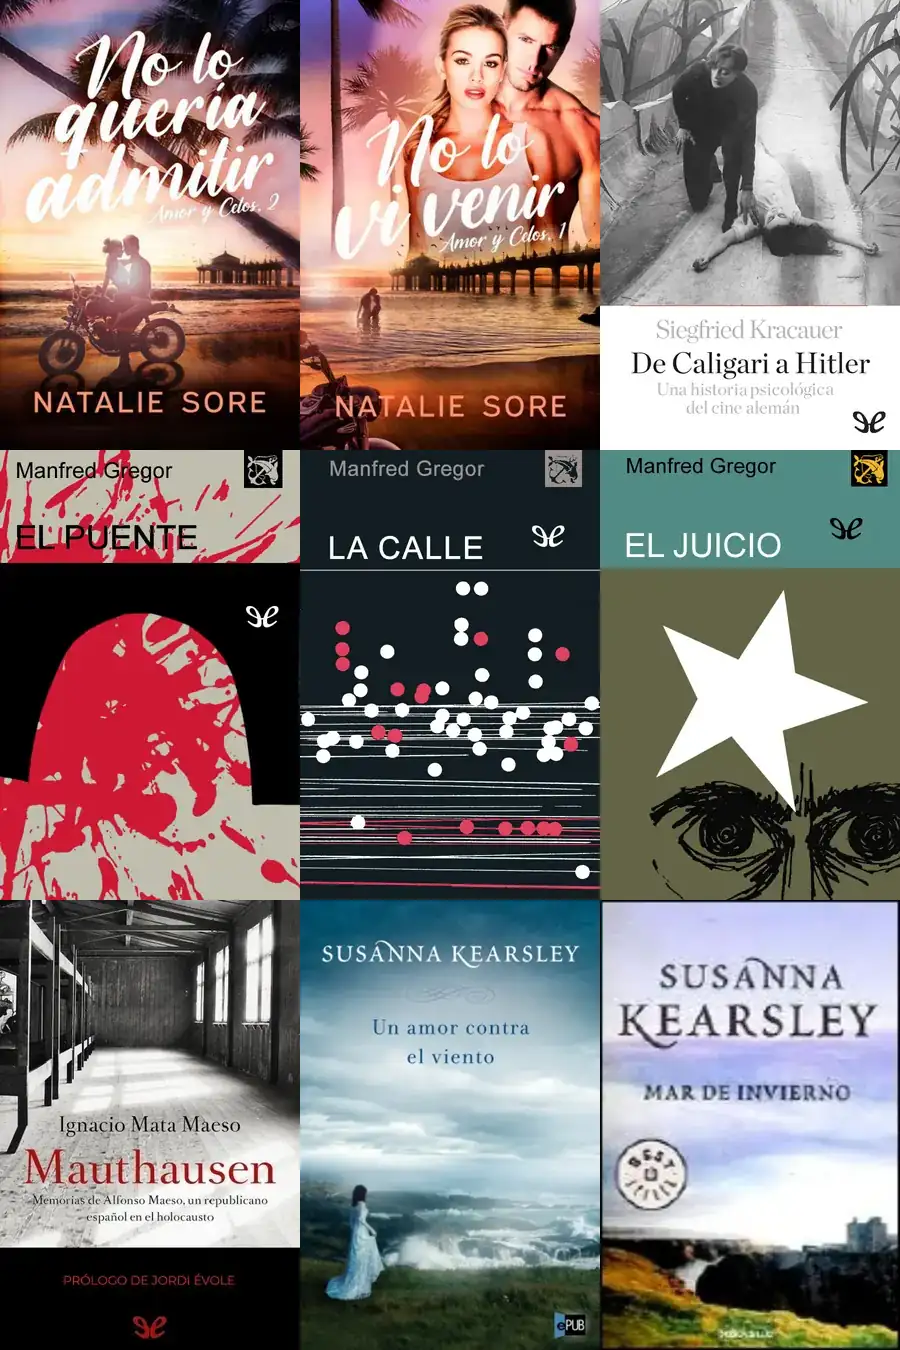 No lo
quería
admitir
Amor y Celos. 2
NATALIE SORE
No lo
vi venir
Amor y Celos. 1
NATALIE SORE
Siegfried Kracauer
De Caligari a Hitler
Una historia psicológica
del cine alemán
Manfred Gregor
EL PUENTE
Manfred Gregor
LA CALLE
Manfred Gregor
EL JUICIO
Ignacio Mata Maeso
Mauthausen
Memorias de Alfonso Maeso, un republicano
español en el holocausto
PRÓLOGO DE JORDI ÉVOLE
SUSANNA KEARSLEY
Un amor contra
el viento
ePUB
SUSANNA
KEARSLEY
MAR DE INVIERNO
BEST
SELLER